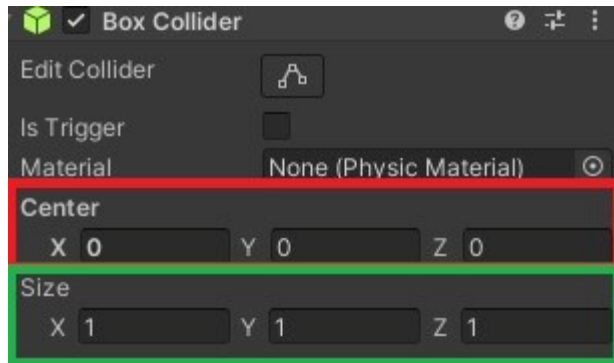 Box Collider
Edit Collider
Is Trigger
Material None (Physic Material)
Center
X 0 Y 0 Z 0
Size
X 1 Y 1 Z 1